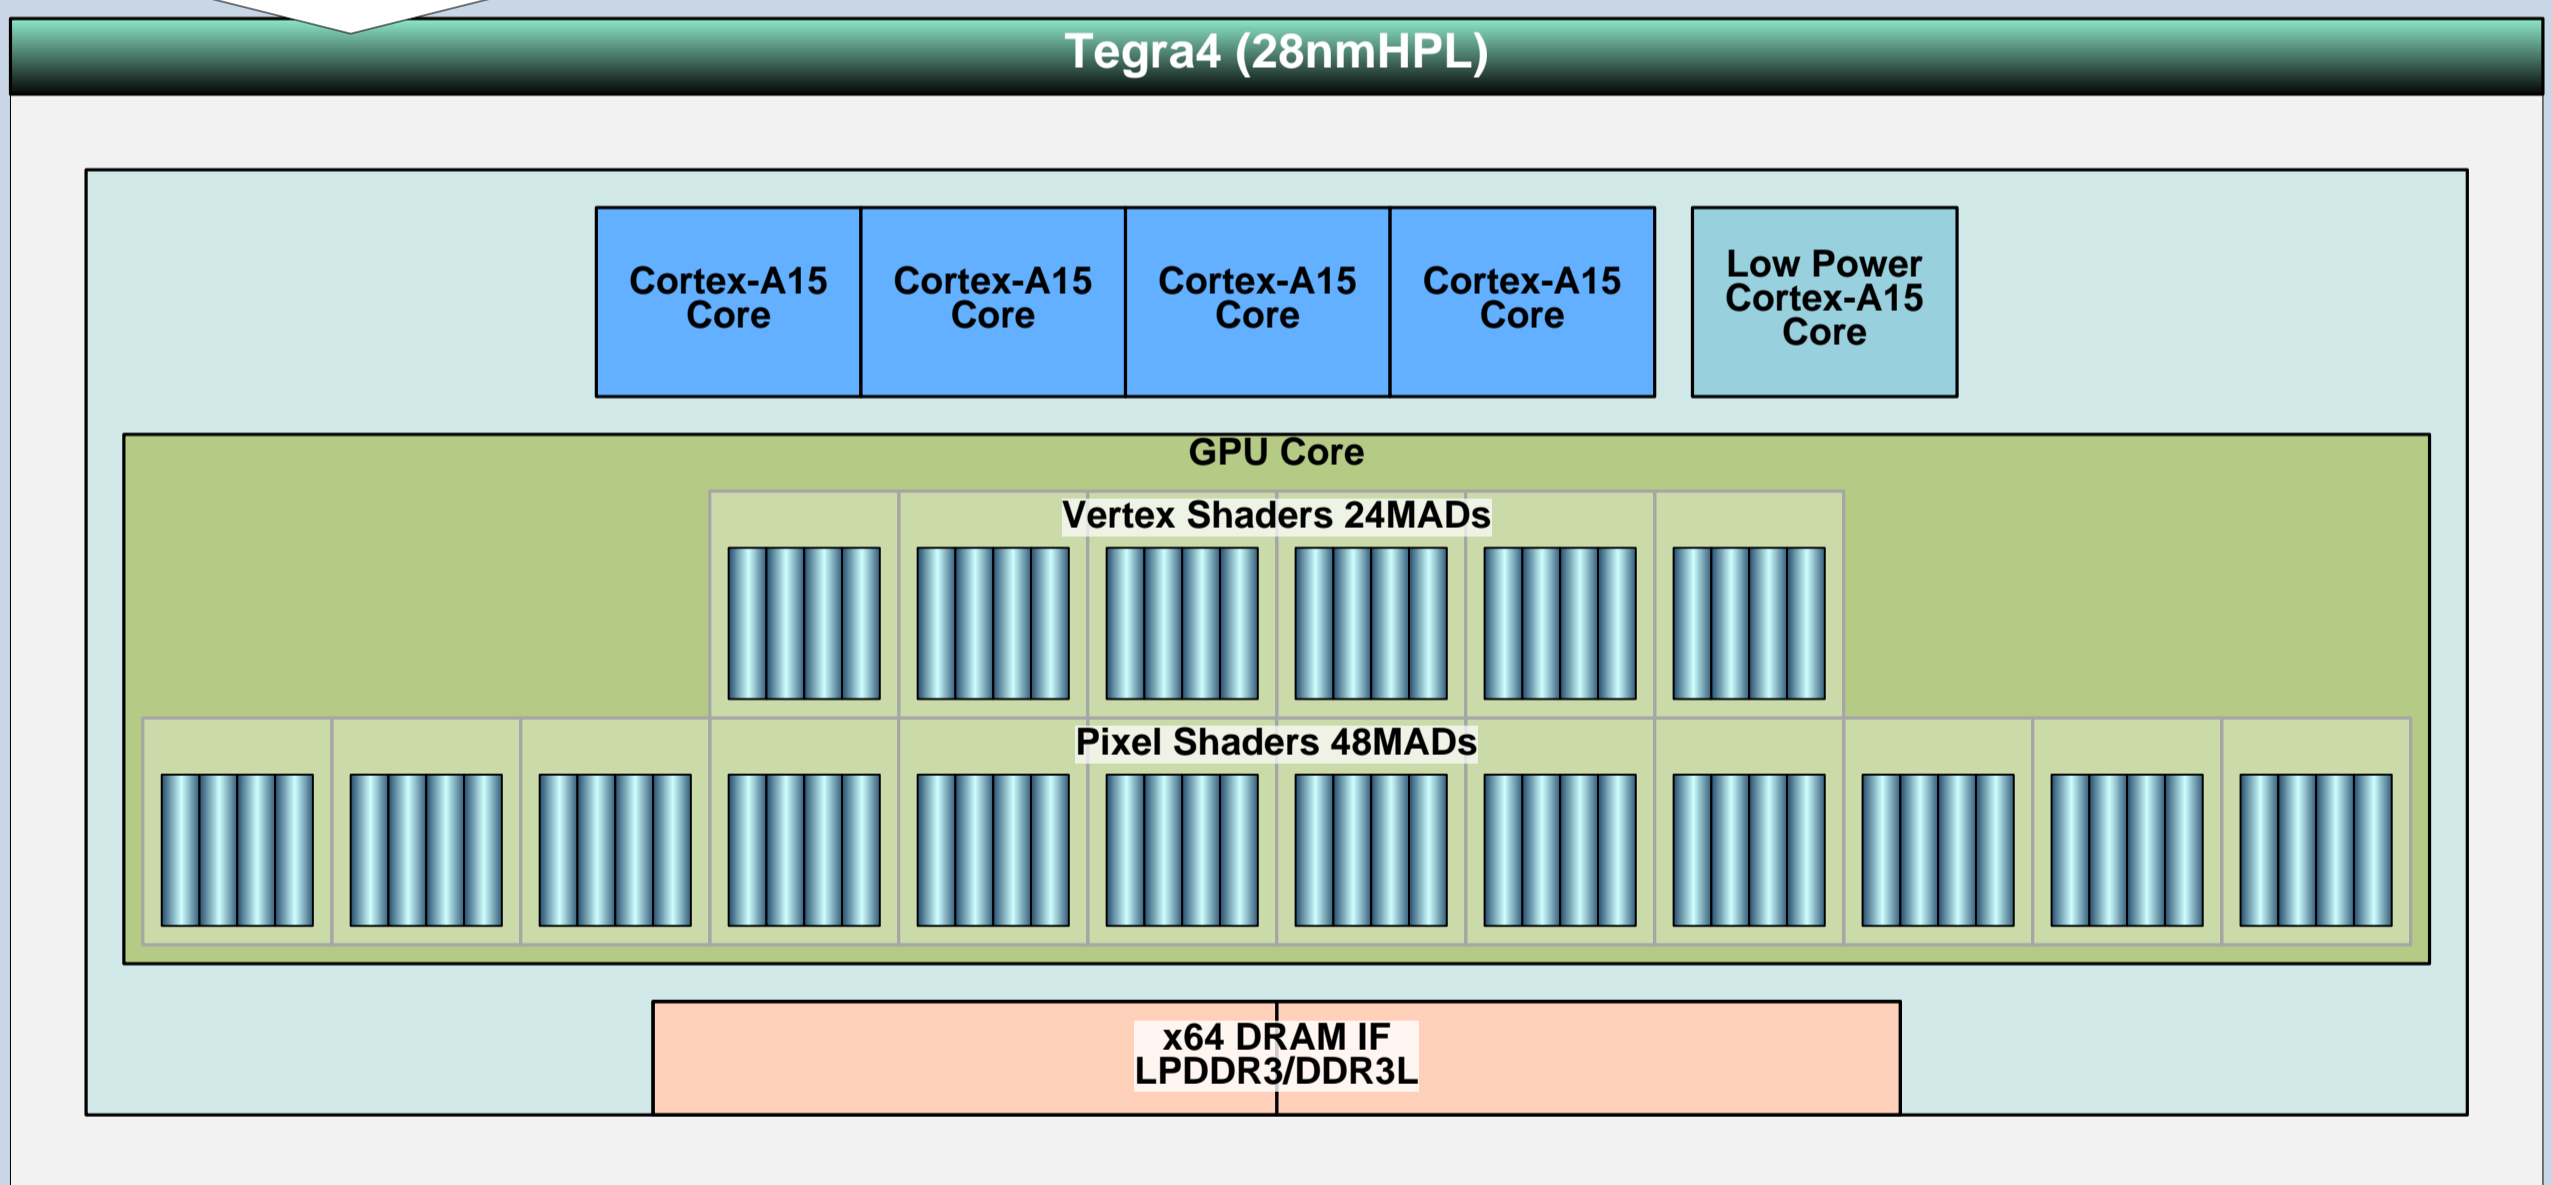 Tegra4 (28nmHPL)
Cortex-A15
Core
Cortex-A15
Core
Cortex-A15
Core
Cortex-A15
Core
Low Power
Cortex-A15
Core
GPU Core
Vertex Shaders 24MADs
Pixel Shaders 48MADs
x64 DRAM IF
LPDDR3/DDR3L